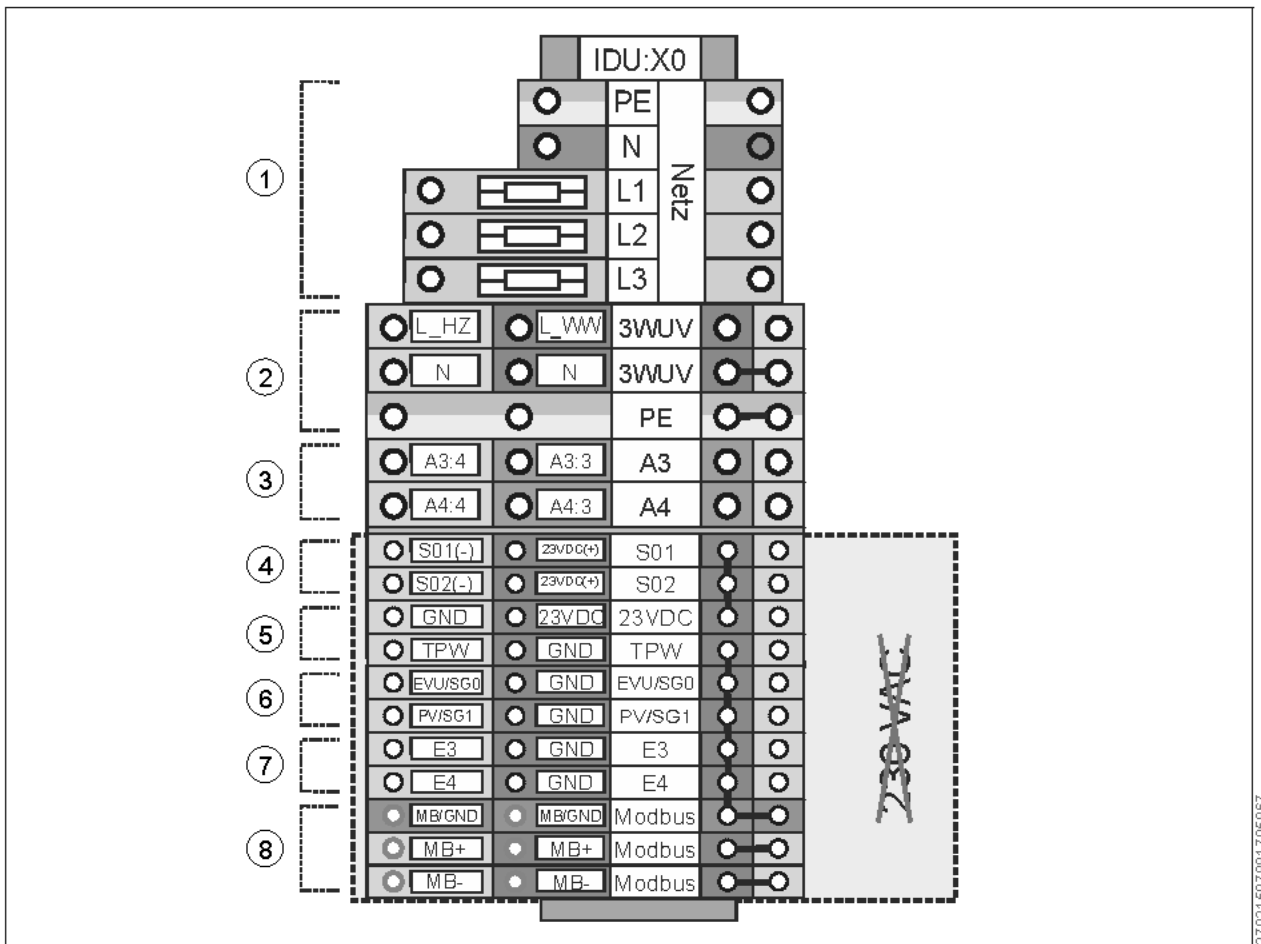 IDU:X0
PE
N
L1
L2
L3
Netz
1
L_HZ L_WW 3WUV
N N 3WUV
PE
2
A3:4 A3:3 A3
A4:4 A4:3 A4
3
S01(-) 23VDC(+) S01
S02(-) 23VDC(+) S02
4
GND 23VDC 23VDC
TPW GND TPW
5
EVU/SG0 GND EVU/SG0
PV/SG1 GND PV/SG1
6
E3 GND E3
E4 GND E4
7
MB/GND MB/GND Modbus
MB+ MB+ Modbus
MB- MB- Modbus
8
230 VAC